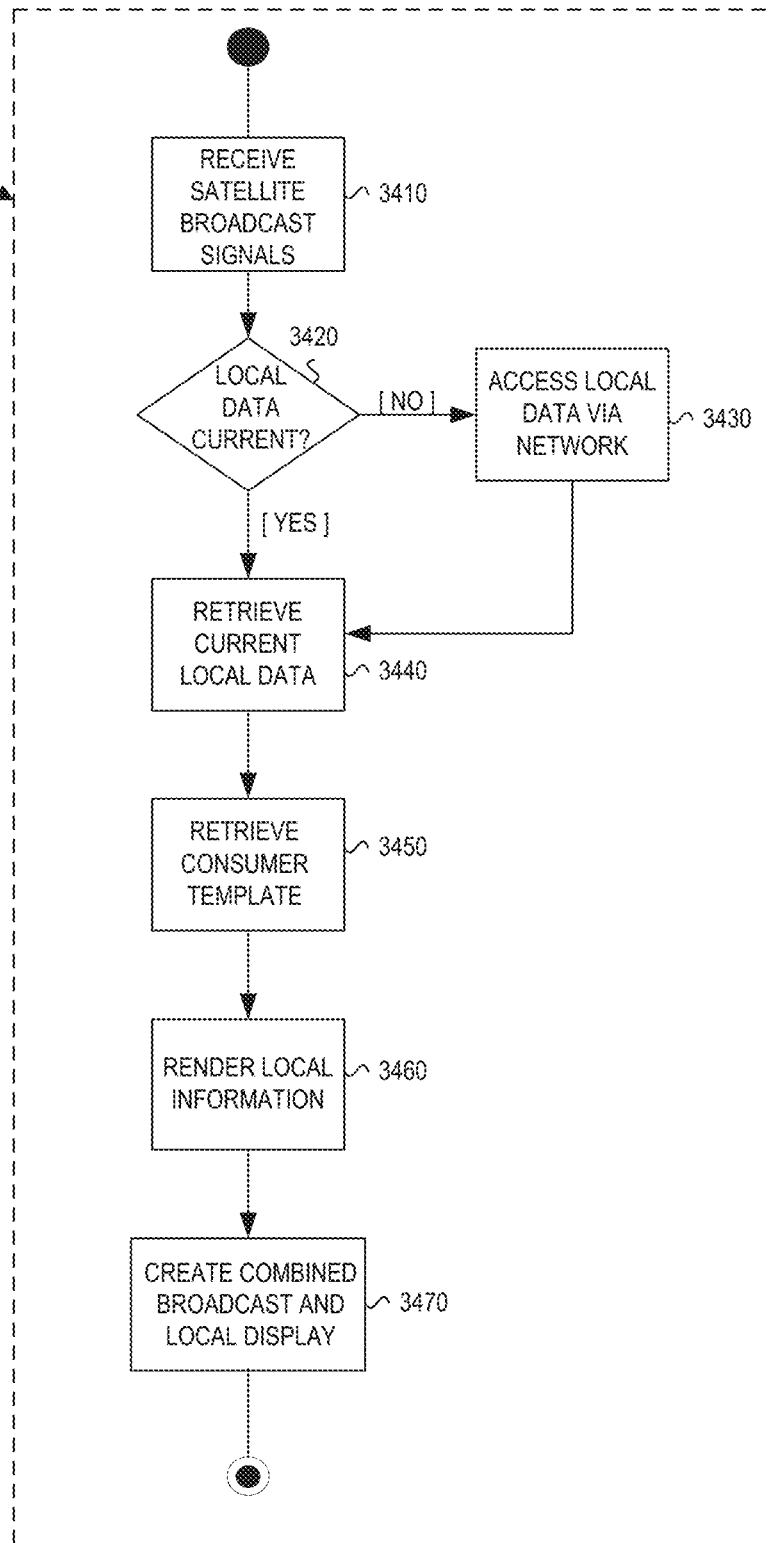 RECEIVE
SATELLITE
BROADCAST
SIGNALS
3410
3420
LOCAL
DATA
CURRENT?
[ NO ]
ACCESS LOCAL
DATA VIA
NETWORK
3430
[ YES ]
RETRIEVE
CURRENT
LOCAL DATA
3440
RETRIEVE
CONSUMER
TEMPLATE
3450
RENDER LOCAL
INFORMATION
3460
CREATE COMBINED
BROADCAST AND
LOCAL DISPLAY
3470